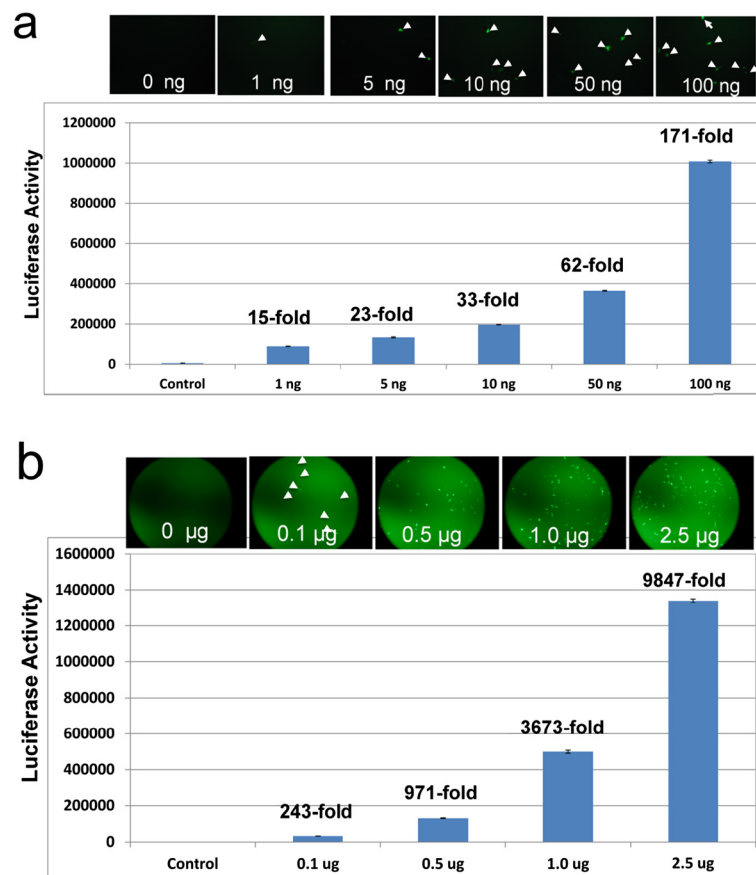 a
0 ng 1 ng 5 ng 10 ng 50 ng 100 ng
Luciferase Activity
1200000
1000000
800000
600000
400000
200000
0
15-fold
23-fold
33-fold
62-fold
171-fold
Control 1 ng 5 ng 10 ng 50 ng 100 ng
b
0 µg 0.1 µg 0.5 µg 1.0 µg 2.5 µg
Luciferase Activity
1600000
1400000
1200000
1000000
800000
600000
400000
200000
0
243-fold
971-fold
3673-fold
9847-fold
Control 0.1 ug 0.5 ug 1.0 ug 2.5 ug